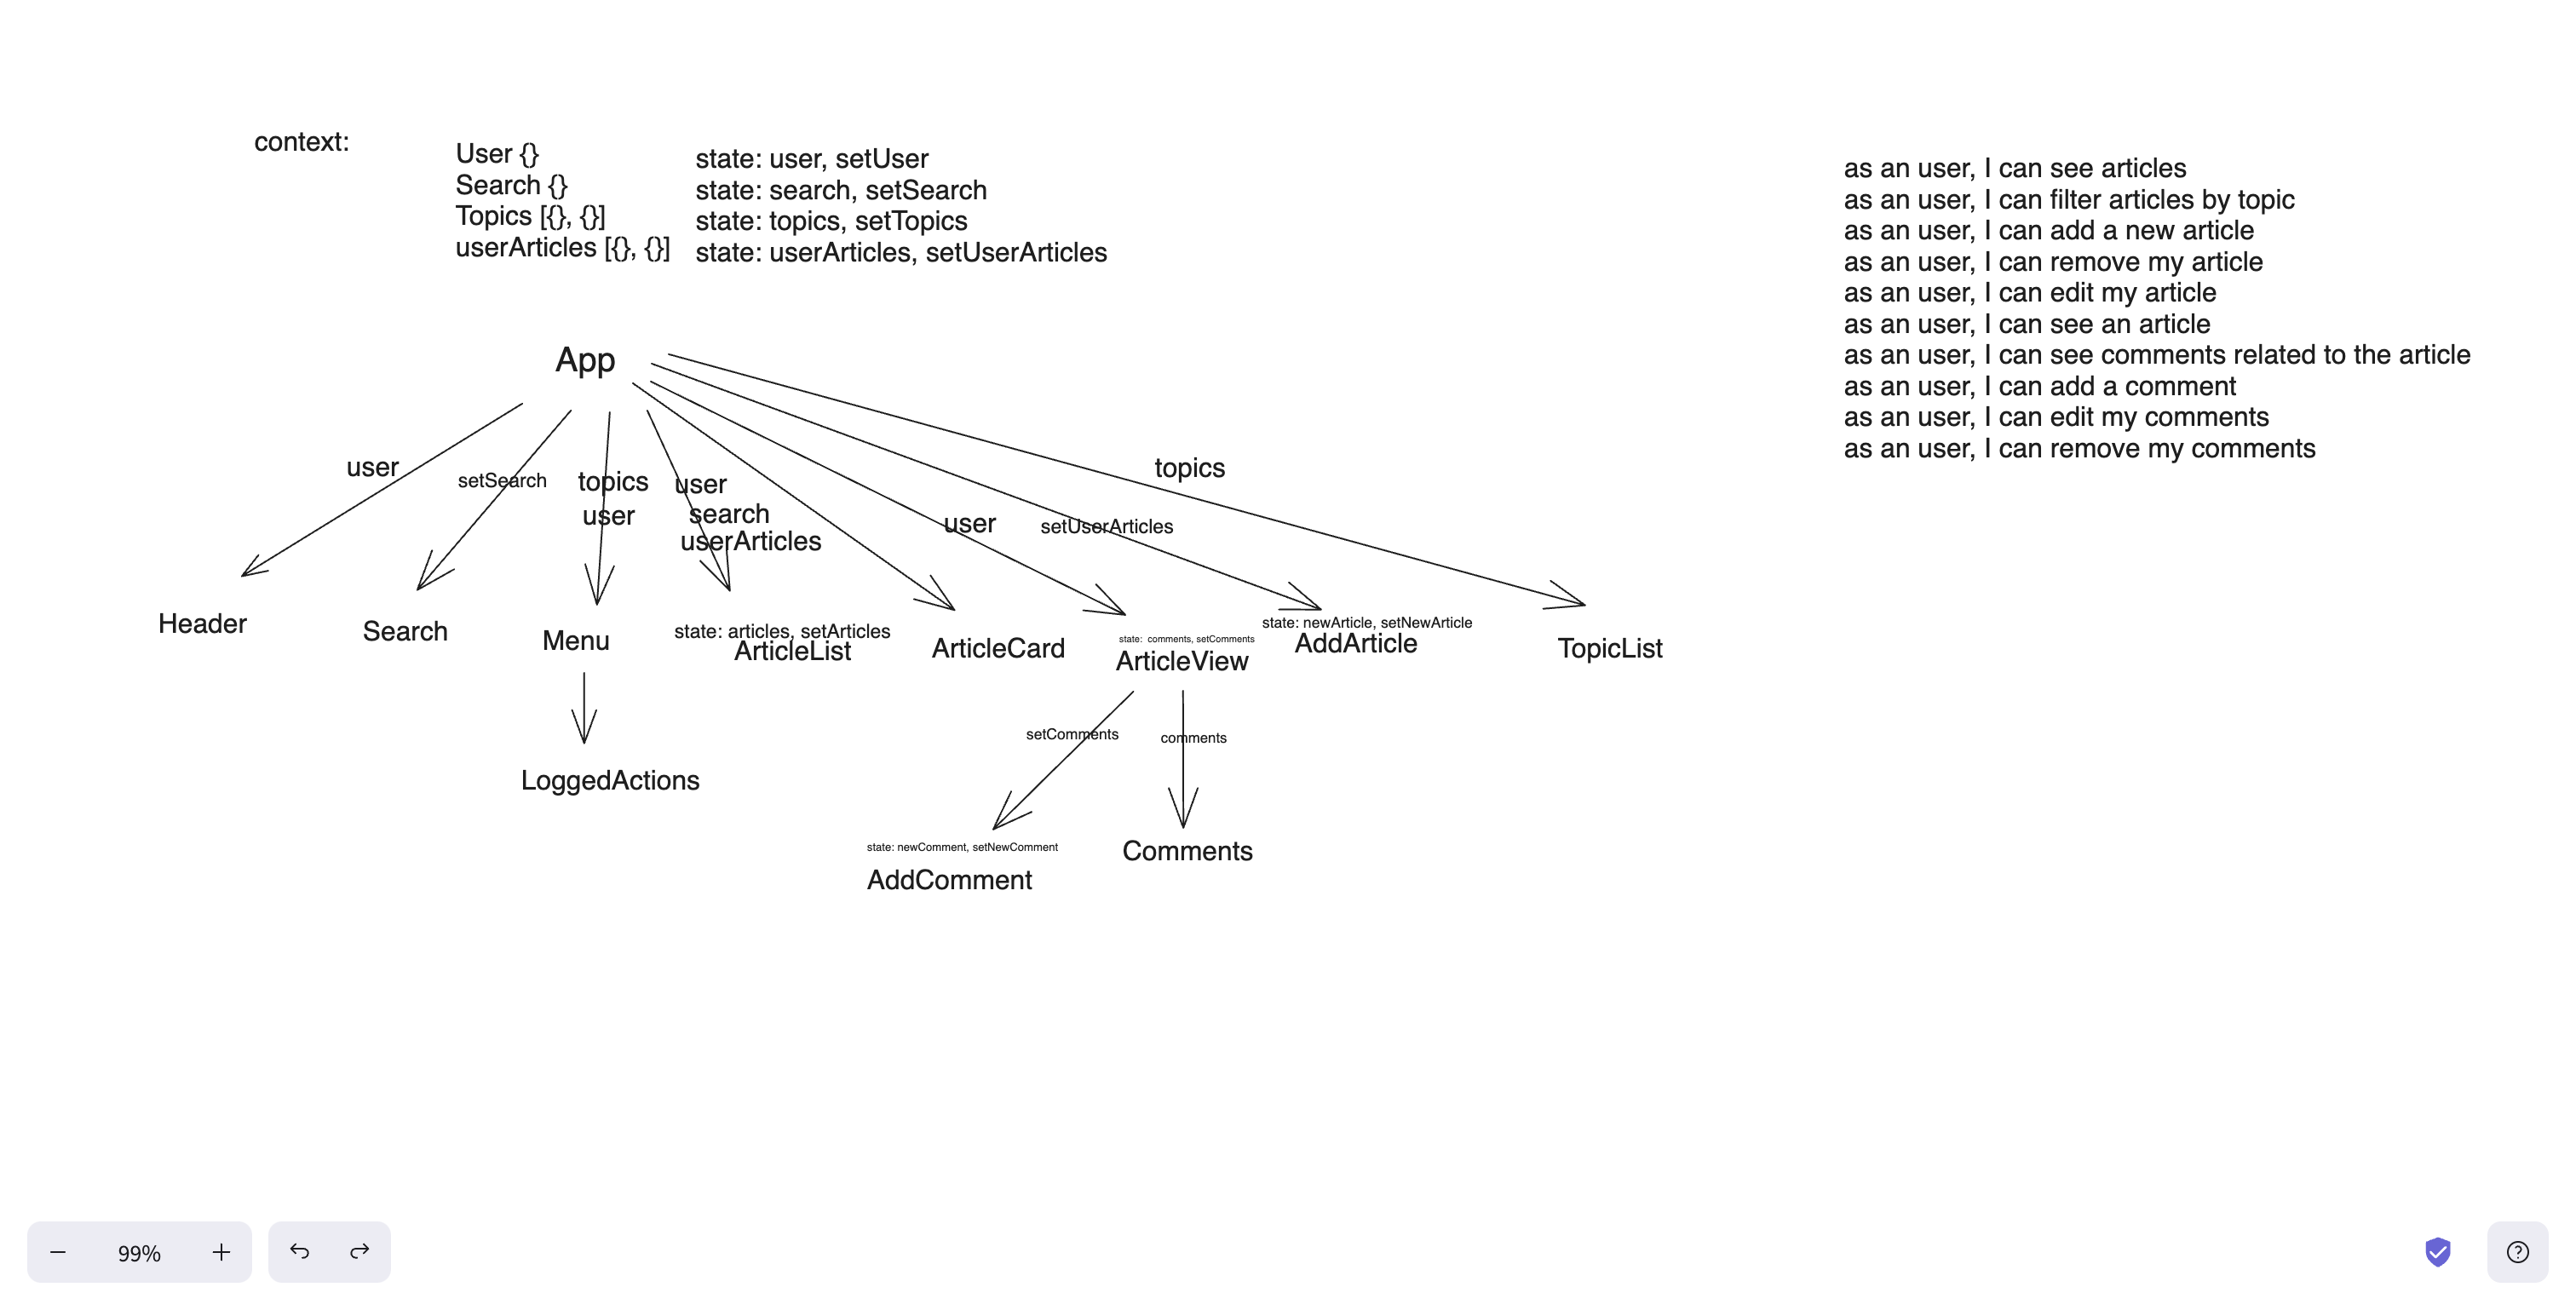 context:
User {}
Search {}
Topics [{}, {}]
userArticles [{}, {}]
state: user, setUser
state: search, setSearch
state: topics, setTopics
state: userArticles, setUserArticles
as an user, I can see articles
as an user, I can filter articles by topic
as an user, I can add a new article
as an user, I can remove my article
as an user, I can edit my article
as an user, I can see an article
as an user, I can see comments related to the article
as an user, I can add a comment
as an user, I can edit my comments
as an user, I can remove my comments
App
user
setSearch
topics
user
user
search
userArticles
user
setUserArticles
topics
Header
Search
Menu
state: articles, setArticles
ArticleList
ArticleCard
state: comments, setComments
ArticleView
state: newArticle, setNewArticle
AddArticle
TopicList
LoggedActions
setComments
comments
state: newComment, setNewComment
AddComment
Comments
99%